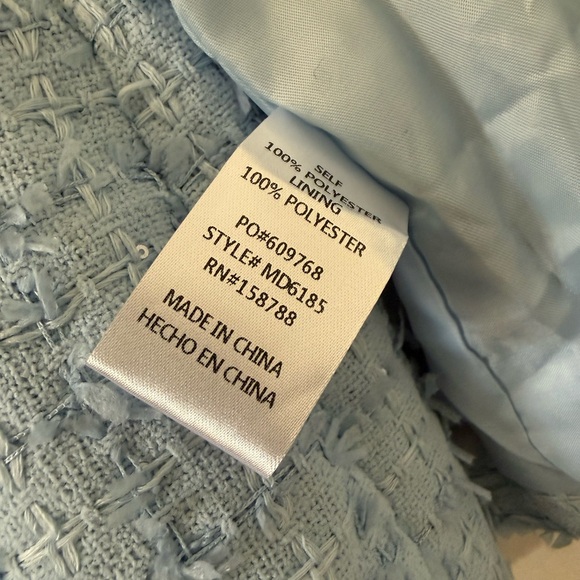 SELF
100% POLYESTER
LINING
100% POLYESTER
PO#609768
STYLE# MD6185
RN#158788
MADE IN CHINA
HECHO EN CHINA